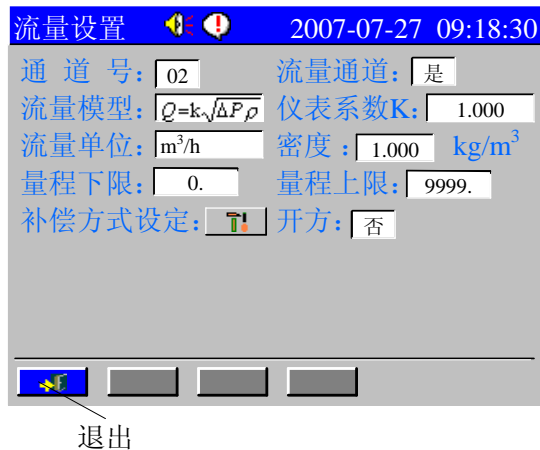 流量设置 2007-07-27 09:18:30
通 道 号: 02 流量通道: 是
流量模型: Q=k√ΔPρ 仪表系数K: 1.000
流量单位: m³/h 密度: 1.000 kg/m³
量程下限: 0. 量程上限: 9999.
补偿方式设定: 开方: 否
退出